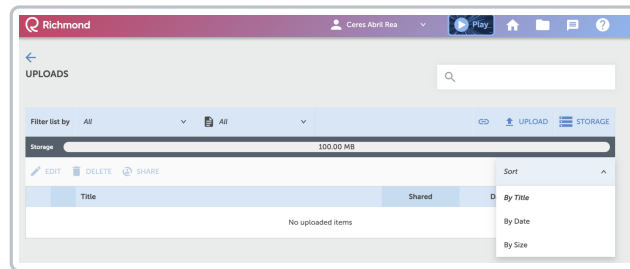 Richmond
Ceres Abril Rea
Play
UPLOADS
Filter list by All All UPLOAD STORAGE
Storage 100.00 MB
EDIT DELETE SHARE Sort
Title Shared D By Title
No uploaded items By Date
By Size